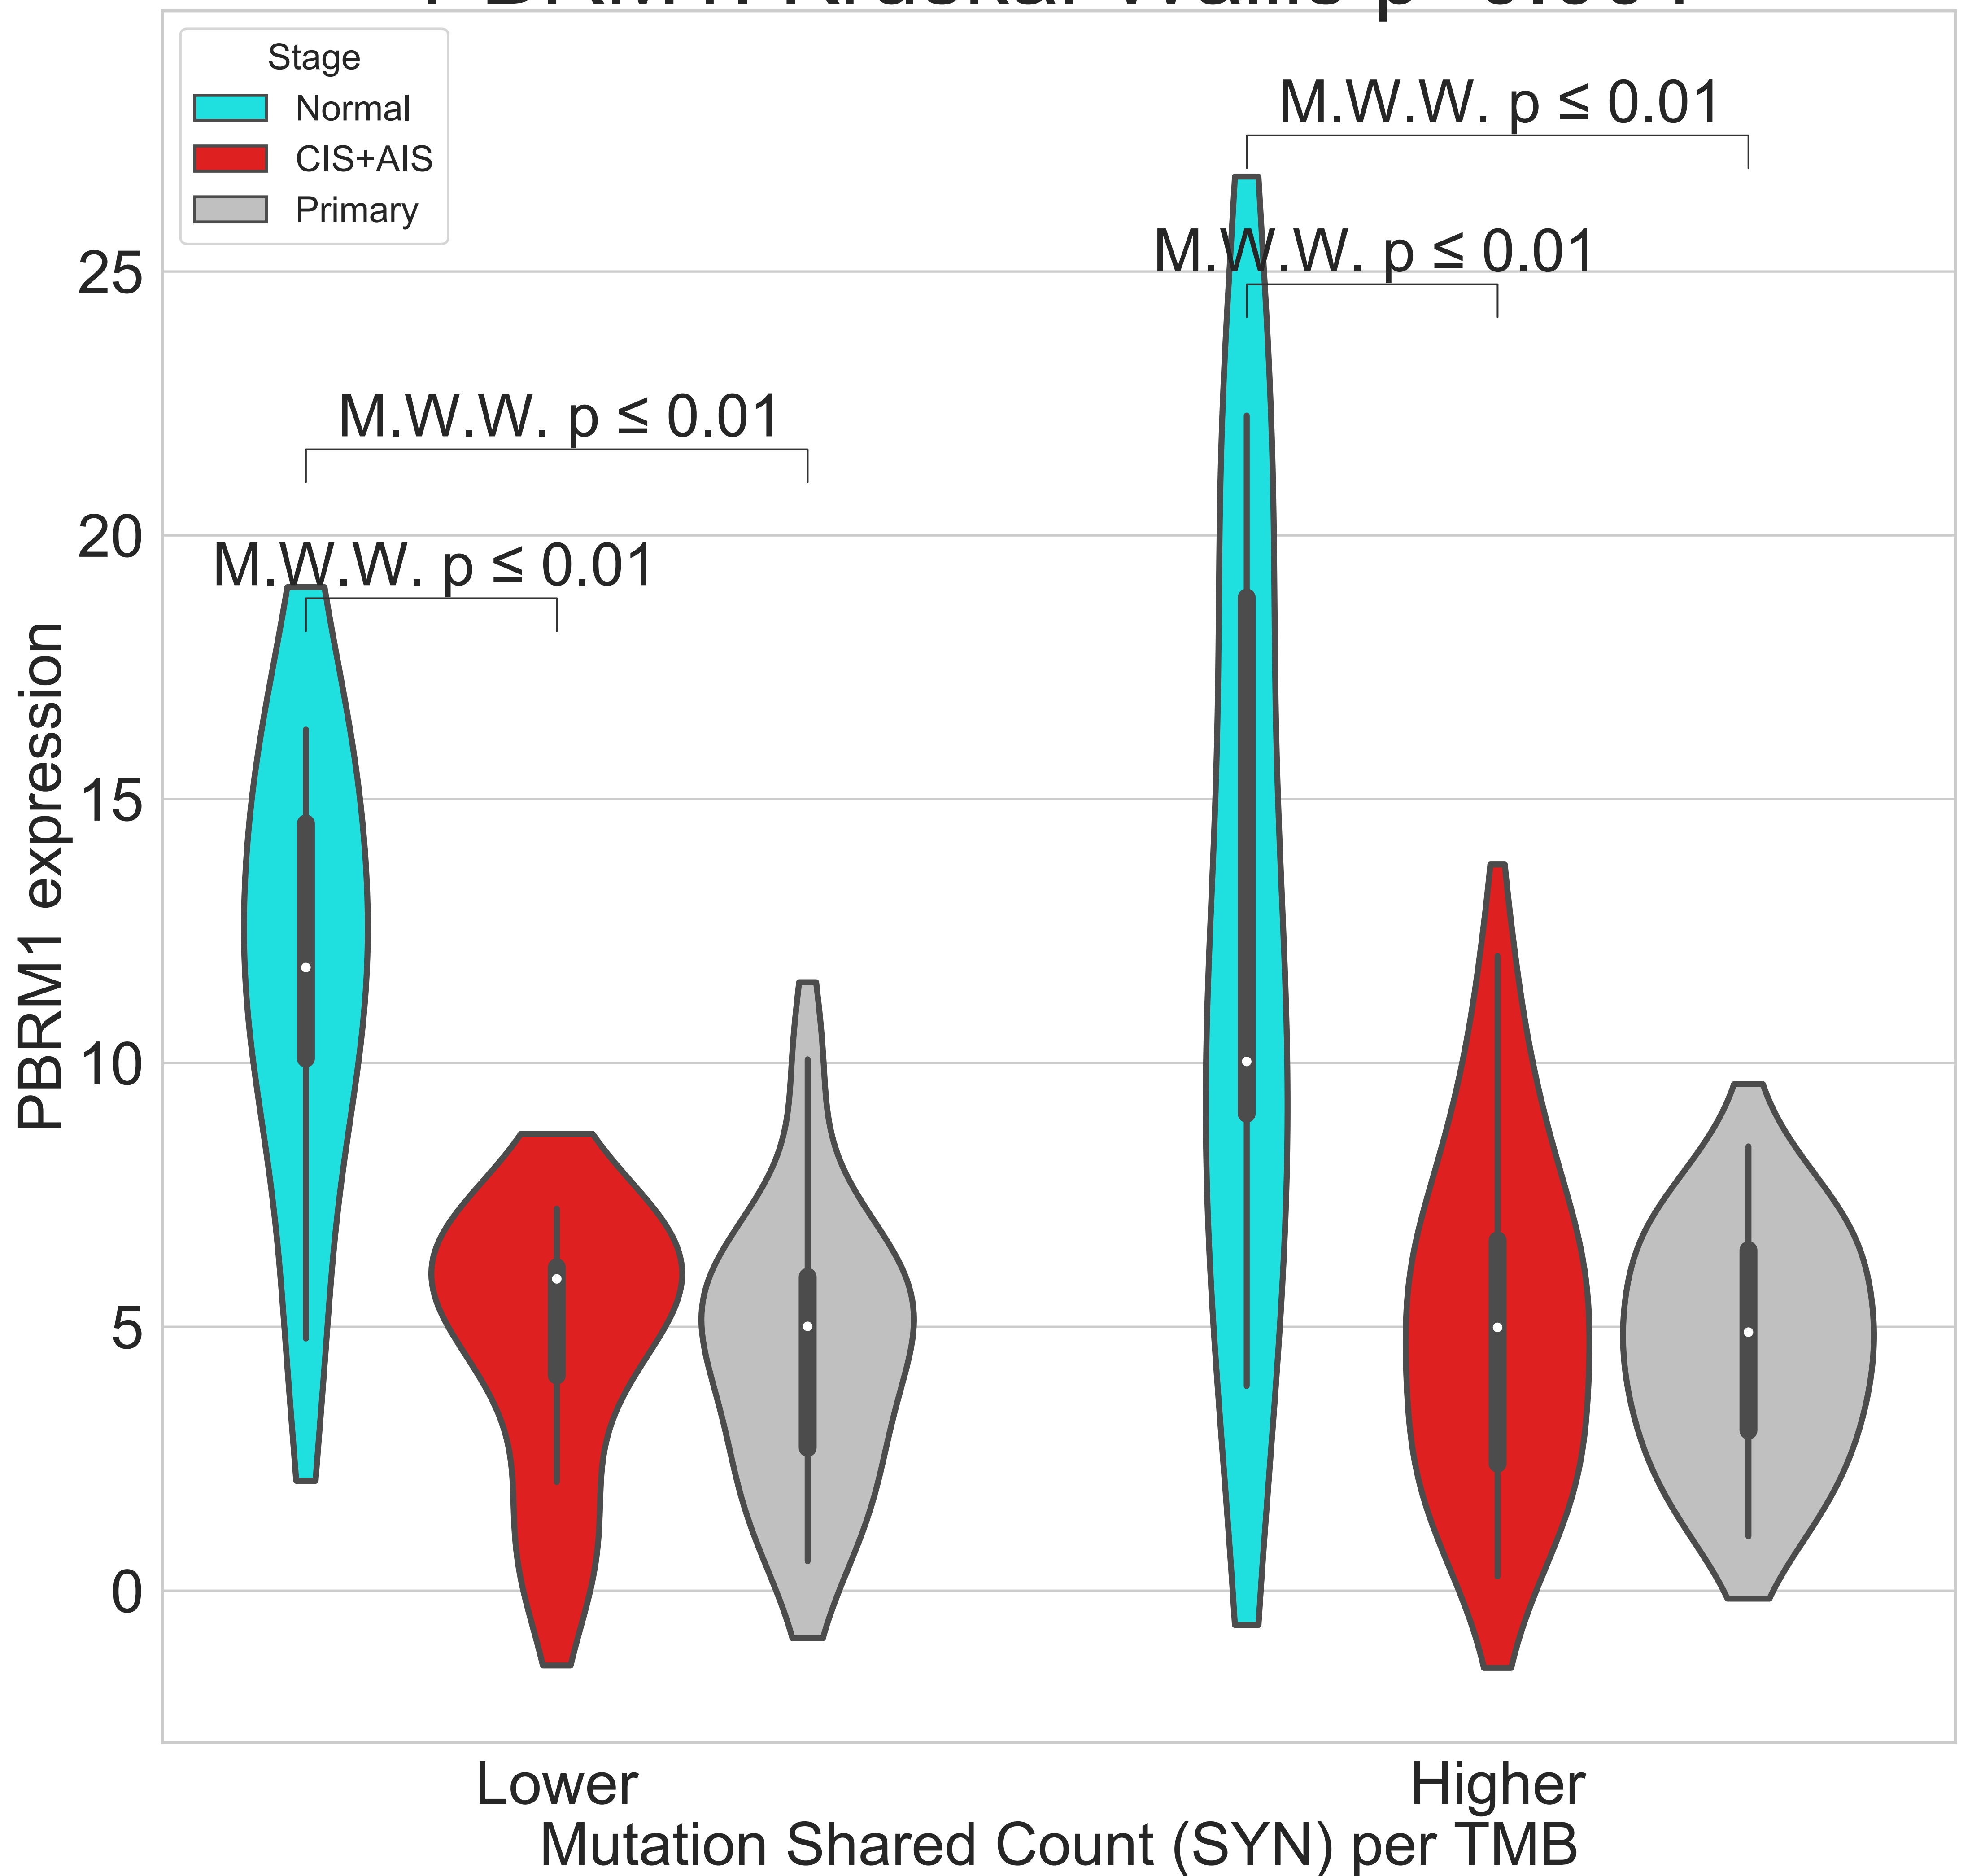 Stage
Normal
CIS+AIS
Primary
M.W.W. p ≤ 0.01
M.W.W. p ≤ 0.01
M.W.W. p ≤ 0.01
M.W.W. p ≤ 0.01
25
20
15
10
5
0
PBRM1 expression
Lower
Higher
Mutation Shared Count (SYN) per TMB